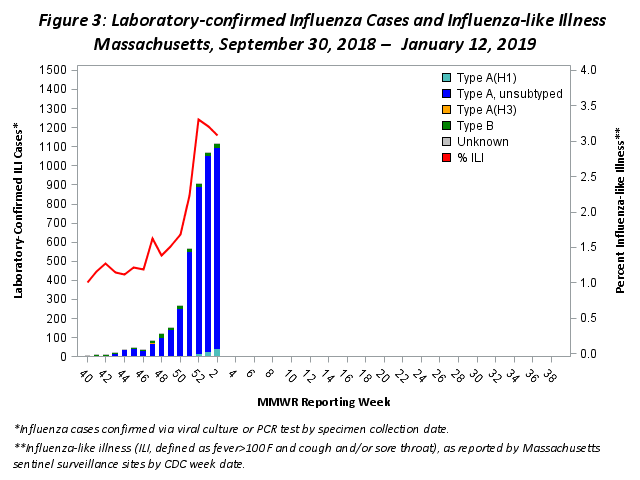 Figure 3: Laboratory-confirmed Influenza Cases and Influenza-like Illness
Massachusetts, September 30, 2018 – January 12, 2019
Type A(H1)
Type A, unsubtyped
Type A(H3)
Type B
Unknown
% ILI
Laboratory-Confirmed ILI Cases*
1500
1400
1300
1200
1100
1000
900
800
700
600
500
400
300
200
100
0
Percent Influenza-like Illness**
4.0
3.5
3.0
2.5
2.0
1.5
1.0
0.5
0.0
40 42 44 46 48 50 52 2 4 6 8 10 12 14 16 18 20 22 24 26 28 30 32 34 36 38
MMWR Reporting Week
*Influenza cases confirmed via viral culture or PCR test by specimen collection date.
**Influenza-like illness (ILI, defined as fever>100 F and cough and/or sore throat), as reported by Massachusetts
sentinel surveillance sites by CDC week date.